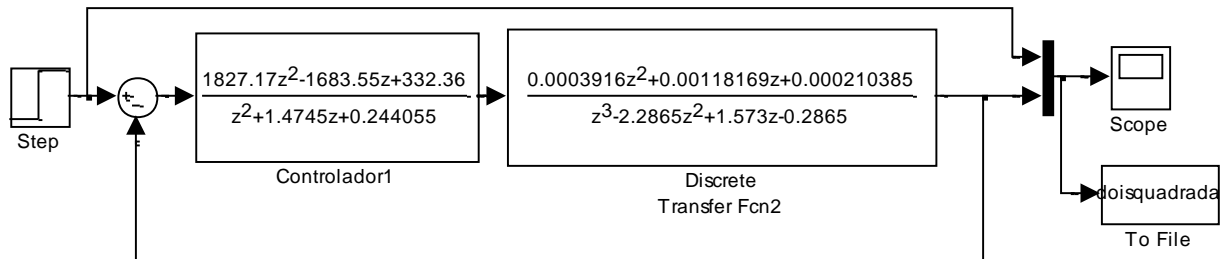 Step
+
-
1827.17z²-1683.55z+332.36
z²+1.4745z+0.244055
Controlador1
0.0003916z²+0.00118169z+0.000210385
z³-2.2865z²+1.573z-0.2865
Discrete
Transfer Fcn2
Scope
doisquadrada
To File